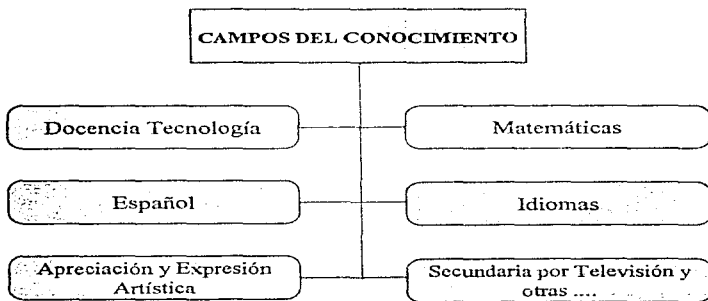 CAMPOS DEL CONOCIMIENTO
Docencia Tecnología
Matemáticas
Español
Idiomas
Apreciación y Expresión
Artística
Secundaria por Televisión y
otras ....